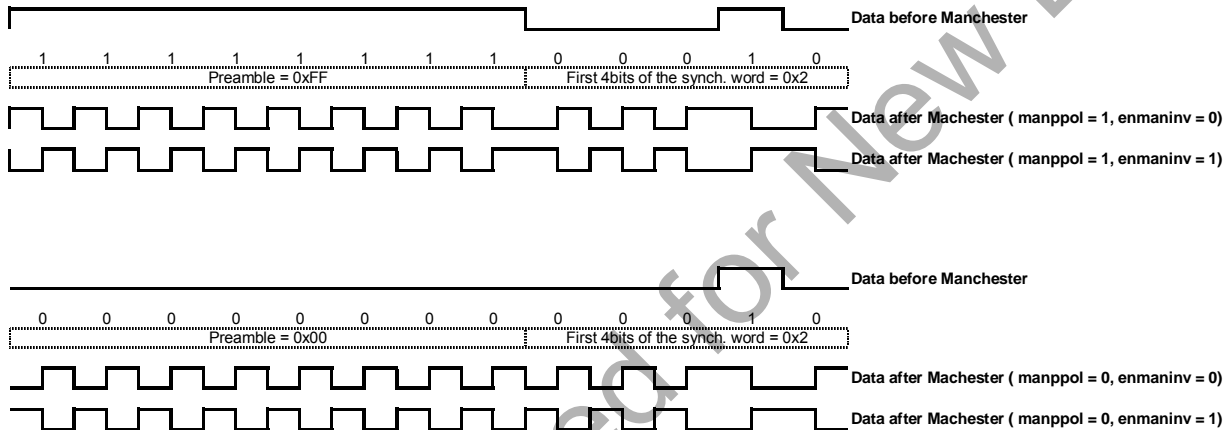 Data before Manchester
1 1 1 1 1 1 1 1 0 0 0 1 0
Preamble = 0xFF First 4bits of the synch. word = 0x2
Data after Machester ( manppol = 1, enmaninv = 0)
Data after Machester ( manppol = 1, enmaninv = 1)
Data before Manchester
0 0 0 0 0 0 0 0 0 0 0 1 0
Preamble = 0x00 First 4bits of the synch. word = 0x2
Data after Machester ( manppol = 0, enmaninv = 0)
Data after Machester ( manppol = 0, enmaninv = 1)
for New